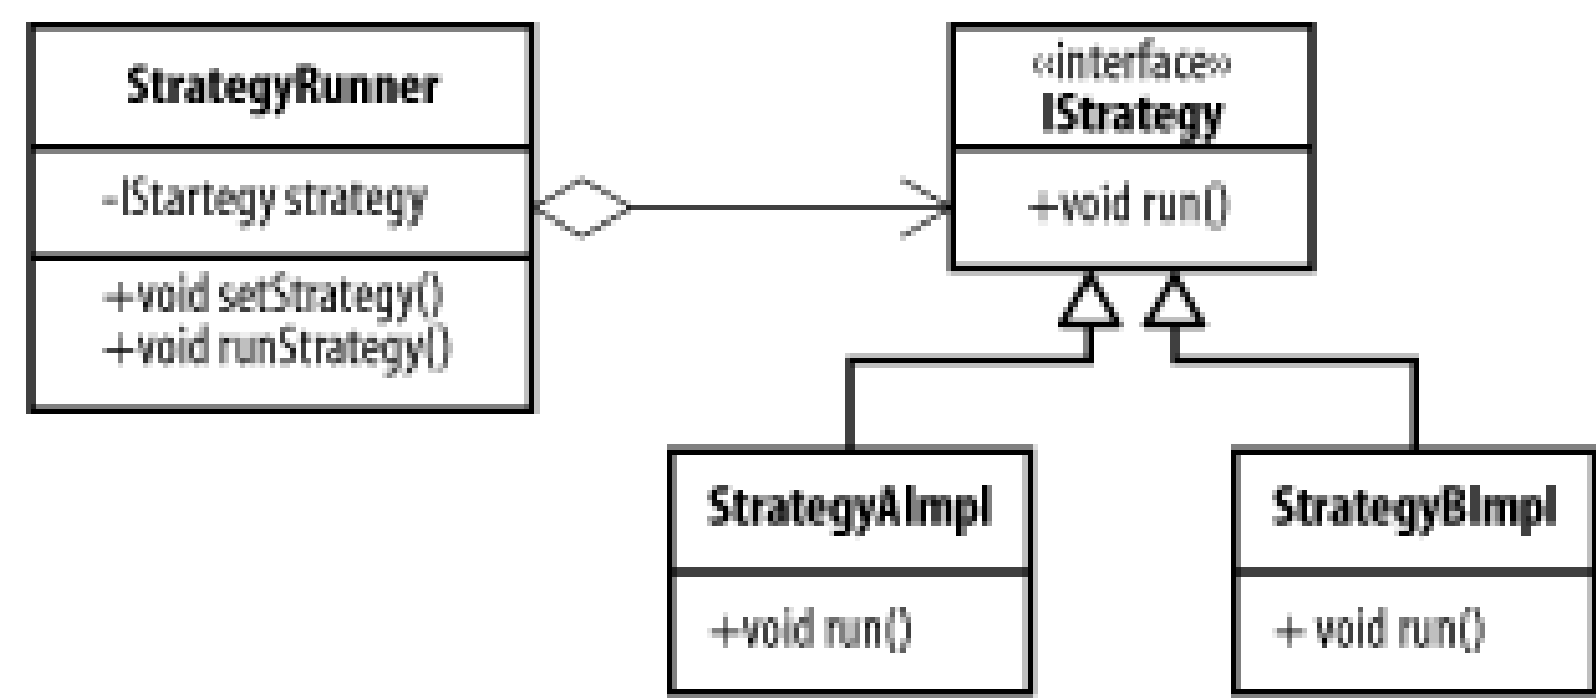 StrategyRunner
-IStartegy strategy
+void setStrategy()
+void runStrategy()
«interface»
IStrategy
+void run()
StrategyAImpl
+void run()
StrategyBImpl
+ void run()